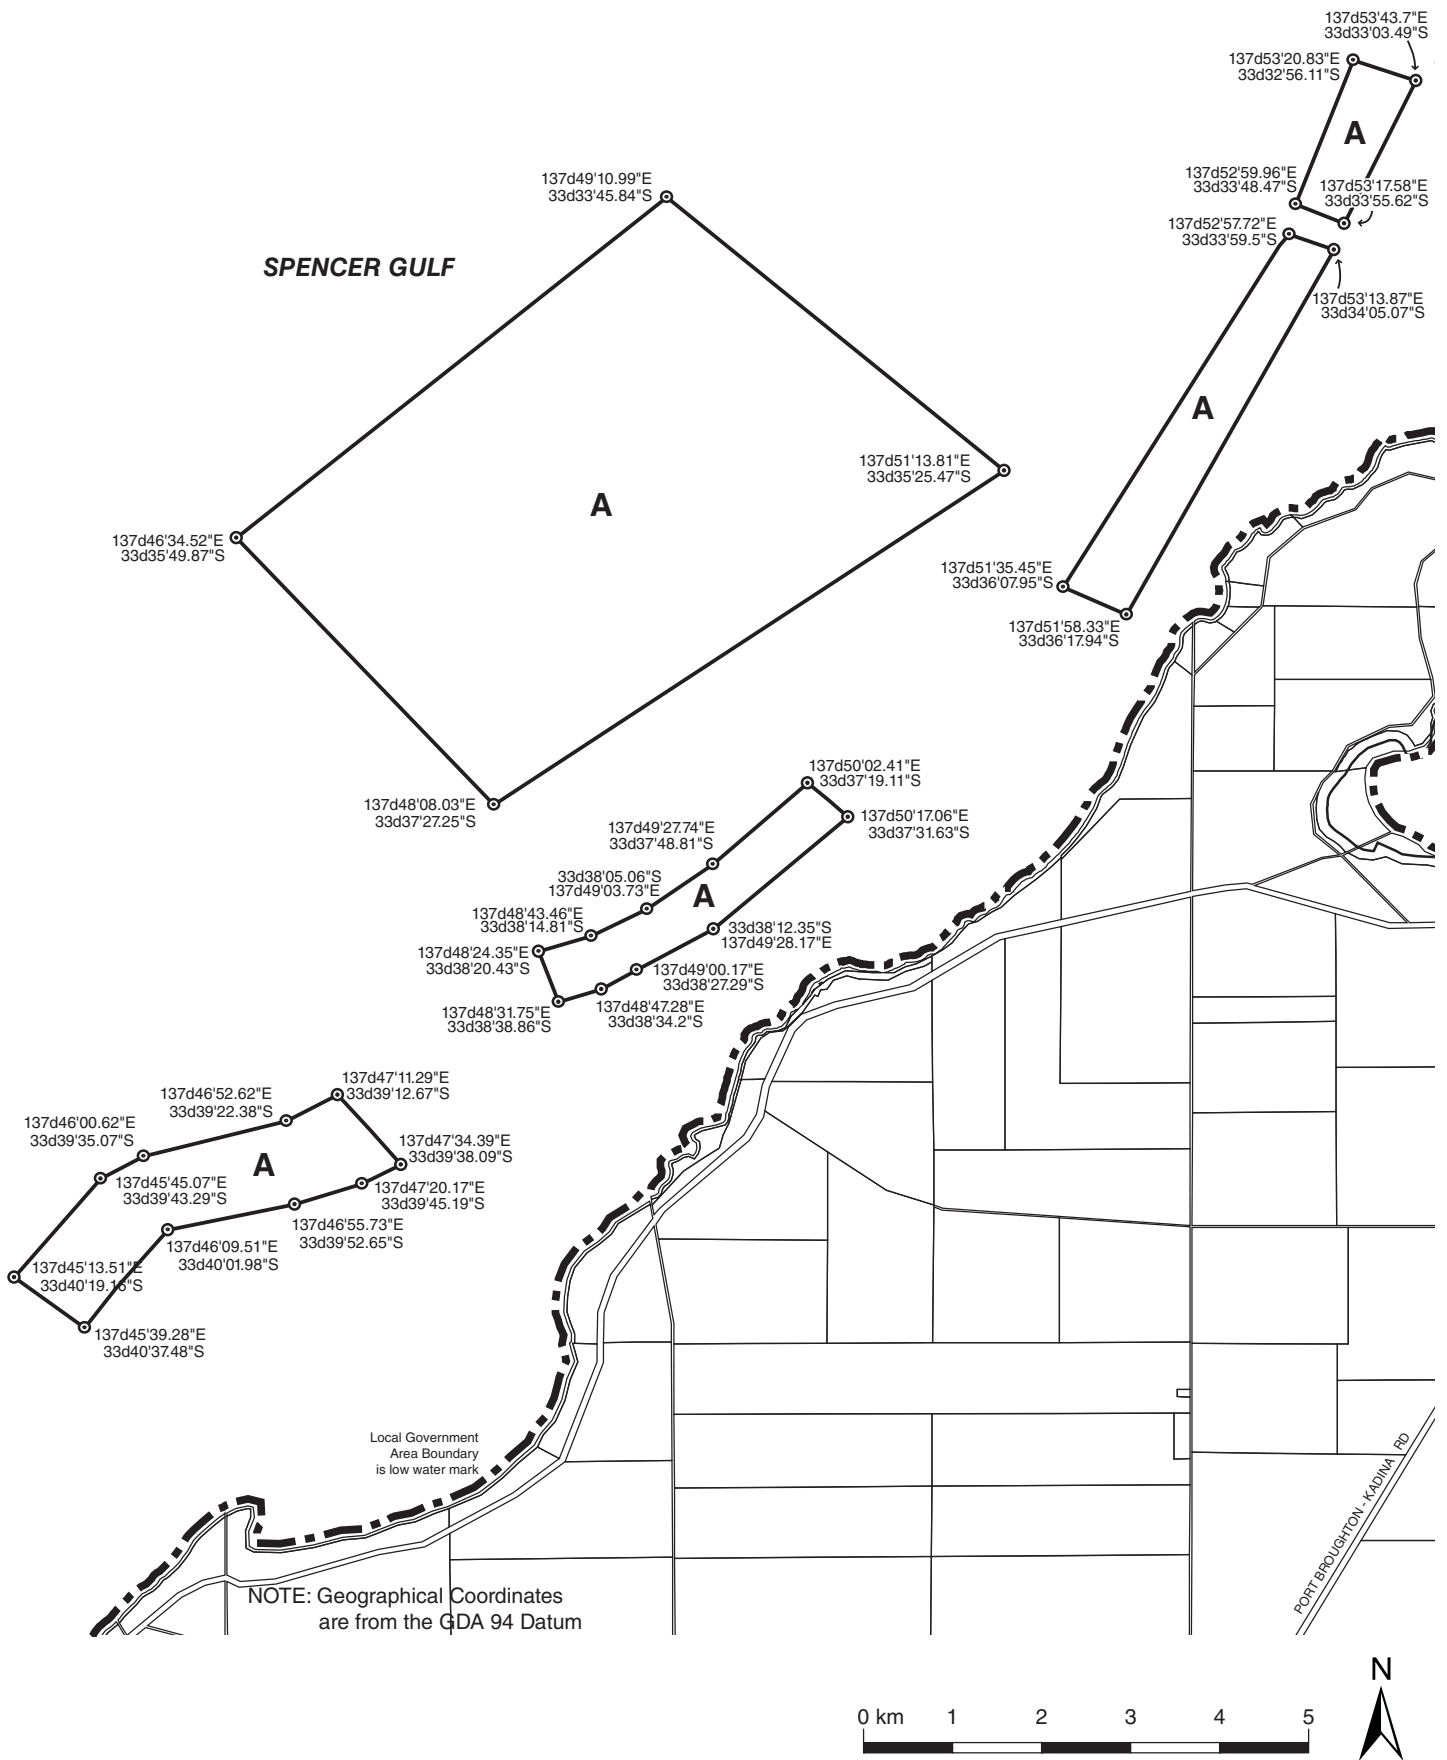 137d53'43.7"E
33d33'03.49"S
137d53'20.83"E
33d32'56.11"S
A
137d52'59.96"E
33d33'48.47"S
137d53'17.58"E
33d33'55.62"S
137d49'10.99"E
33d33'45.84"S
137d52'57.72"E
33d33'59.5"S
SPENCER GULF
137d53'13.87"E
33d34'05.07"S
A
137d51'13.81"E
33d35'25.47"S
A
137d46'34.52"E
33d35'49.87"S
137d51'35.45"E
33d36'07.95"S
137d51'58.33"E
33d36'17.94"S
137d50'02.41"E
33d37'19.11"S
137d48'08.03"E
33d37'27.25"S
137d50'17.06"E
33d37'31.63"S
137d49'27.74"E
33d37'48.81"S
33d38'05.06"S
137d49'03.73"E
A
137d48'43.46"E
33d38'14.81"S
33d38'12.35"S
137d49'28.17"E
137d48'24.35"E
33d38'20.43"S
137d49'00.17"E
33d38'27.29"S
137d48'31.75"E
33d38'38.86"S
137d48'47.28"E
33d38'34.2"S
137d47'11.29"E
33d39'12.67"S
137d46'52.62"E
33d39'22.38"S
137d46'00.62"E
33d39'35.07"S
137d47'34.39"E
33d39'38.09"S
A
137d45'45.07"E
33d39'43.29"S
137d47'20.17"E
33d39'45.19"S
137d46'55.73"E
33d39'52.65"S
137d46'09.51"E
33d40'01.98"S
137d45'13.51"E
33d40'19.16"S
137d45'39.28"E
33d40'37.48"S
Local Government
Area Boundary
is low water mark
PORT BROUGHTON - KADINA RD
NOTE: Geographical Coordinates
are from the GDA 94 Datum
N
0 km 1 2 3 4 5